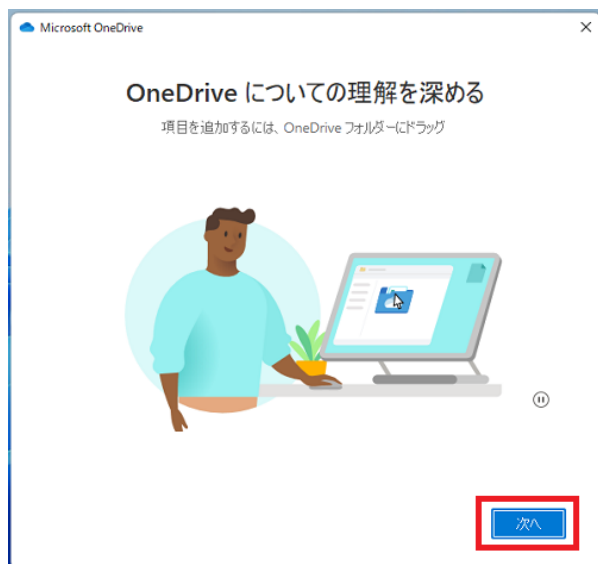 Microsoft OneDrive
OneDrive についての理解を深める
項目を追加するには、OneDrive フォルダーにドラッグ
次へ